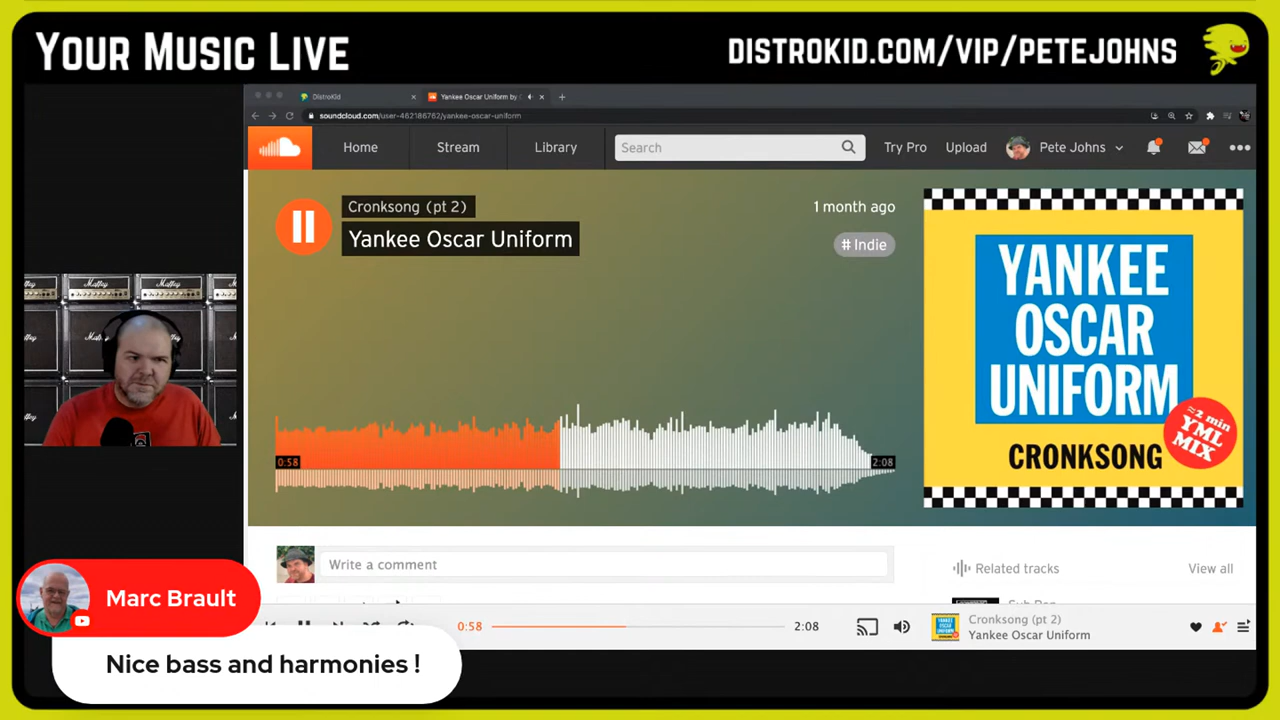 YOUR MUSIC LIVE
DISTROKID.COM/VIP/PETEJOHNS
DistroKid
Yankee Oscar Uniform by
soundcloud.com/user-462186762/yankee-oscar-uniform
Home
Stream
Library
Search
Try Pro
Upload
Pete Johns
Cronksong (pt 2)
Yankee Oscar Uniform
1 month ago
# Indie
YANKEE
OSCAR
UNIFORM
≈2 min
YML
MIX
CRONKSONG
0:58
2:08
Write a comment
Related tracks
View all
Sub Pop
0:58
2:08
Cronksong (pt 2)
Yankee Oscar Uniform
Marc Brault
Nice bass and harmonies !